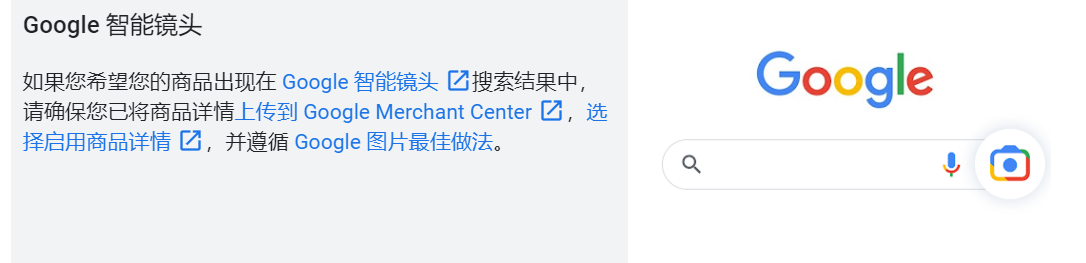 Google 智能镜头
如果您希望您的商品出现在 Google 智能镜头 搜索结果中，
请确保您已将商品详情上传到 Google Merchant Center ，选
择启用商品详情 ，并遵循 Google 图片最佳做法。
Google